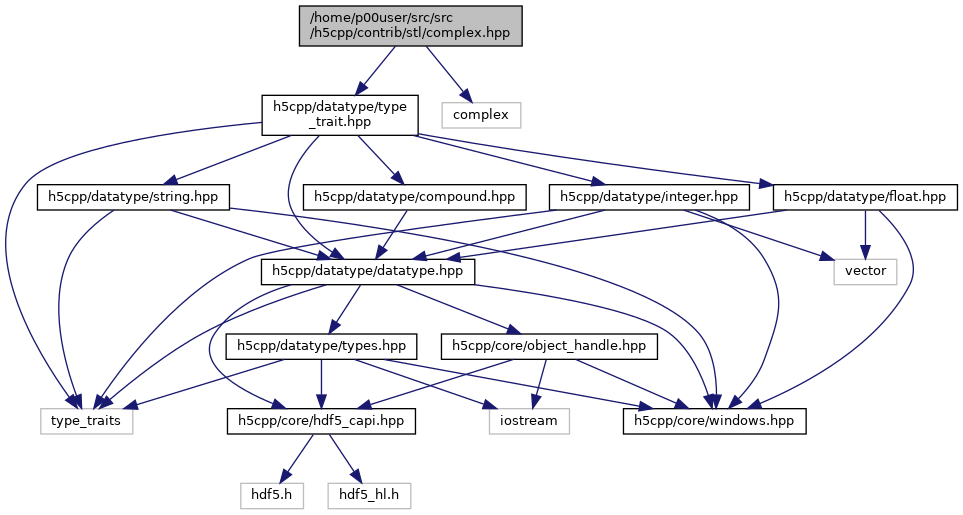 /home/p00user/src/src
/h5cpp/contrib/stl/complex.hpp
h5cpp/datatype/type
_trait.hpp
complex
h5cpp/datatype/string.hpp
h5cpp/datatype/compound.hpp
h5cpp/datatype/integer.hpp
h5cpp/datatype/float.hpp
h5cpp/datatype/datatype.hpp
vector
h5cpp/datatype/types.hpp
h5cpp/core/object_handle.hpp
type_traits
h5cpp/core/hdf5_capi.hpp
iostream
h5cpp/core/windows.hpp
hdf5.h
hdf5_hl.h